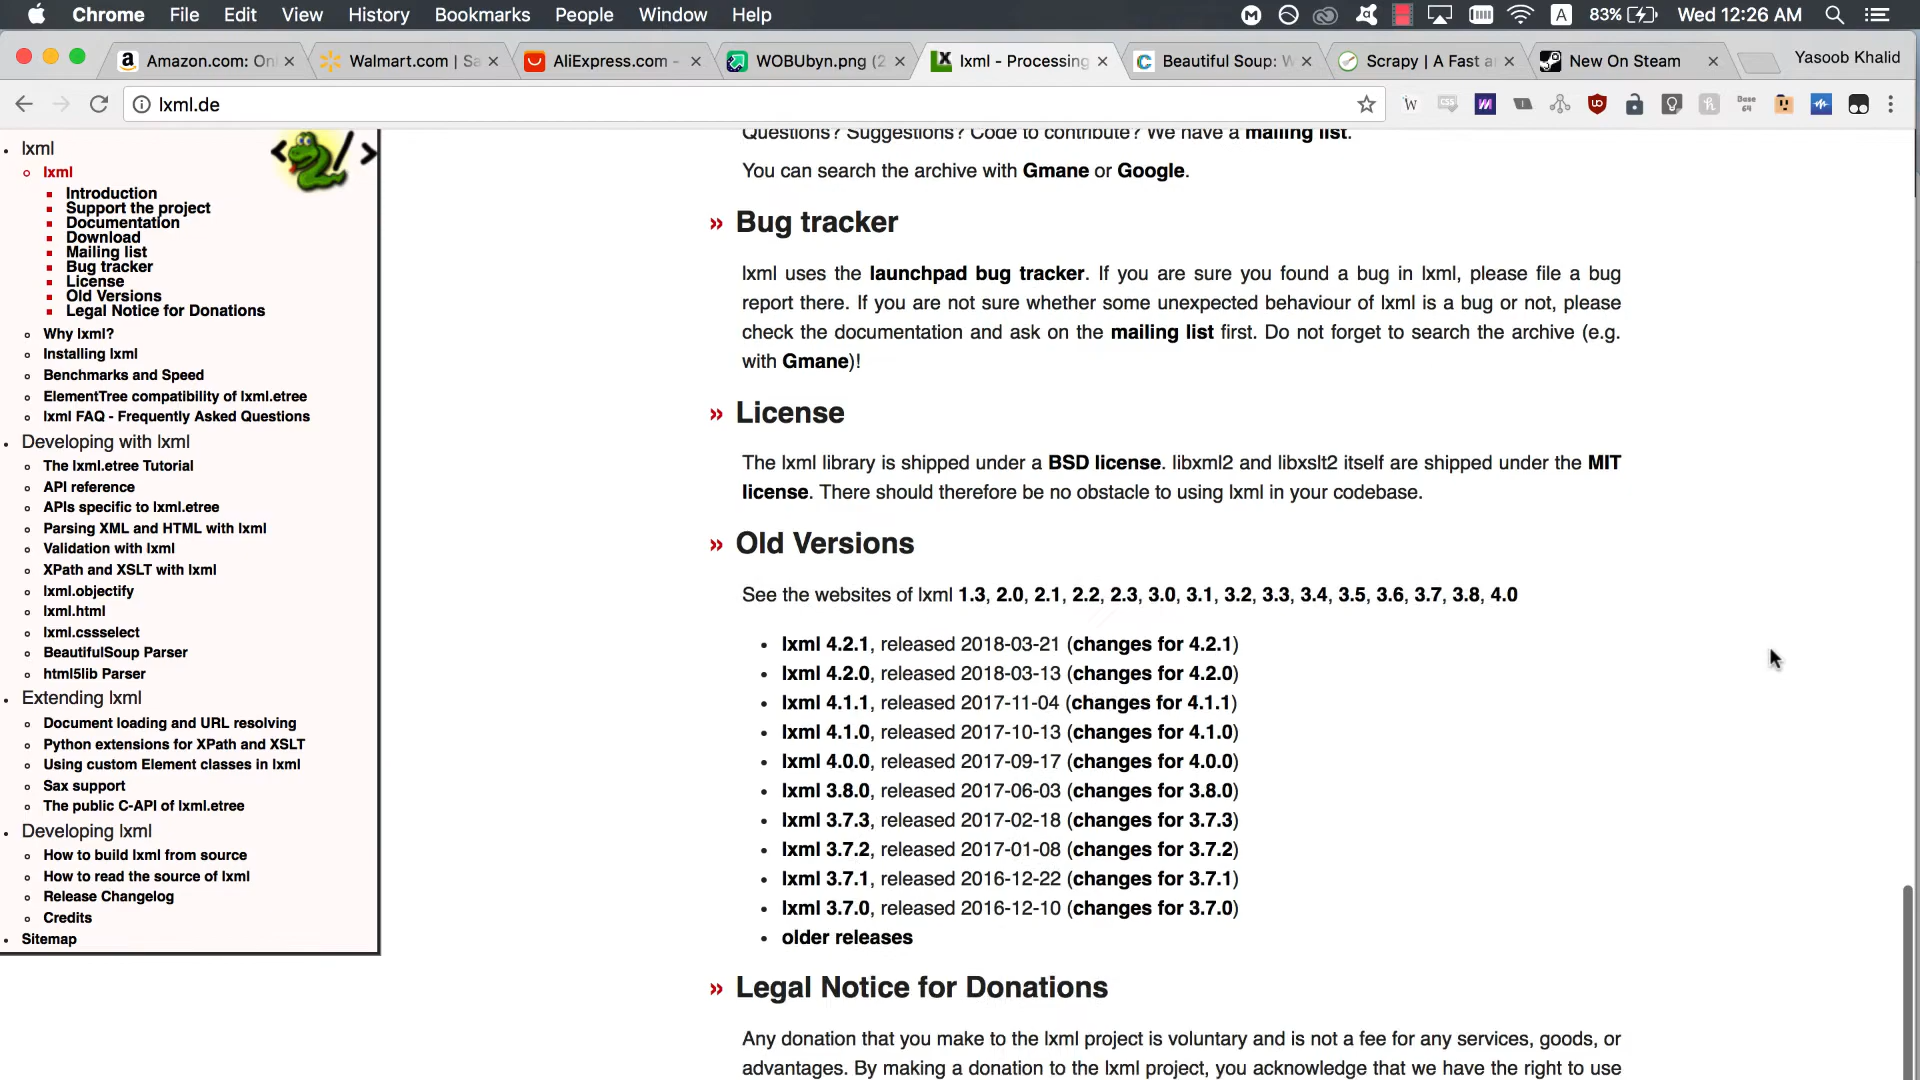 Chrome File Edit View History Bookmarks People Window Help
83% Wed 12:26 AM
Amazon.com: Onl
Walmart.com | Sa
AliExpress.com -
WOBUbyn.png (2
lxml - Processing
Beautiful Soup: W
Scrapy | A Fast a
New On Steam
Yasoob Khalid
lxml.de
lxml
lxml
Introduction
Support the project
Documentation
Download
Mailing list
Bug tracker
License
Old Versions
Legal Notice for Donations
Why lxml?
Installing lxml
Benchmarks and Speed
ElementTree compatibility of lxml.etree
lxml FAQ - Frequently Asked Questions
Developing with lxml
The lxml.etree Tutorial
API reference
APIs specific to lxml.etree
Parsing XML and HTML with lxml
Validation with lxml
XPath and XSLT with lxml
lxml.objectify
lxml.html
lxml.cssselect
BeautifulSoup Parser
html5lib Parser
Extending lxml
Document loading and URL resolving
Python extensions for XPath and XSLT
Using custom Element classes in lxml
Sax support
The public C-API of lxml.etree
Developing lxml
How to build lxml from source
How to read the source of lxml
Release Changelog
Credits
Sitemap
Questions? Suggestions? Code to contribute? We have a mailing list.
You can search the archive with Gmane or Google.
» Bug tracker
lxml uses the launchpad bug tracker. If you are sure you found a bug in lxml, please file a bug
report there. If you are not sure whether some unexpected behaviour of lxml is a bug or not, please
check the documentation and ask on the mailing list first. Do not forget to search the archive (e.g.
with Gmane)!
» License
The lxml library is shipped under a BSD license. libxml2 and libxslt2 itself are shipped under the MIT
license. There should therefore be no obstacle to using lxml in your codebase.
» Old Versions
See the websites of lxml 1.3, 2.0, 2.1, 2.2, 2.3, 3.0, 3.1, 3.2, 3.3, 3.4, 3.5, 3.6, 3.7, 3.8, 4.0
• lxml 4.2.1, released 2018-03-21 (changes for 4.2.1)
• lxml 4.2.0, released 2018-03-13 (changes for 4.2.0)
• lxml 4.1.1, released 2017-11-04 (changes for 4.1.1)
• lxml 4.1.0, released 2017-10-13 (changes for 4.1.0)
• lxml 4.0.0, released 2017-09-17 (changes for 4.0.0)
• lxml 3.8.0, released 2017-06-03 (changes for 3.8.0)
• lxml 3.7.3, released 2017-02-18 (changes for 3.7.3)
• lxml 3.7.2, released 2017-01-08 (changes for 3.7.2)
• lxml 3.7.1, released 2016-12-22 (changes for 3.7.1)
• lxml 3.7.0, released 2016-12-10 (changes for 3.7.0)
• older releases
» Legal Notice for Donations
Any donation that you make to the lxml project is voluntary and is not a fee for any services, goods, or
advantages. By making a donation to the lxml project, you acknowledge that we have the right to use